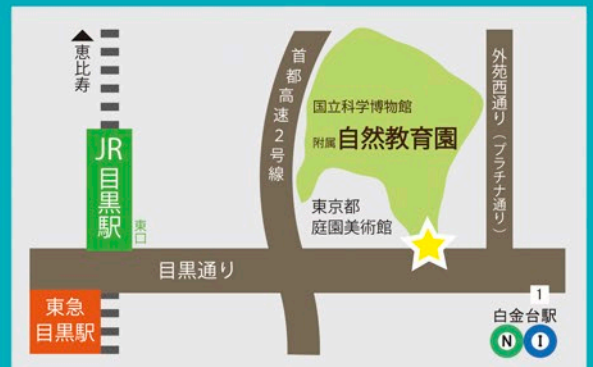 恵比寿
JR
目黒駅
東口
東急
目黒駅
目黒通り
首都高速2号線
国立科学博物館
附属 自然教育園
東京都
庭園美術館
外苑西通り(プラチナ通り)
1
白金台駅
N I